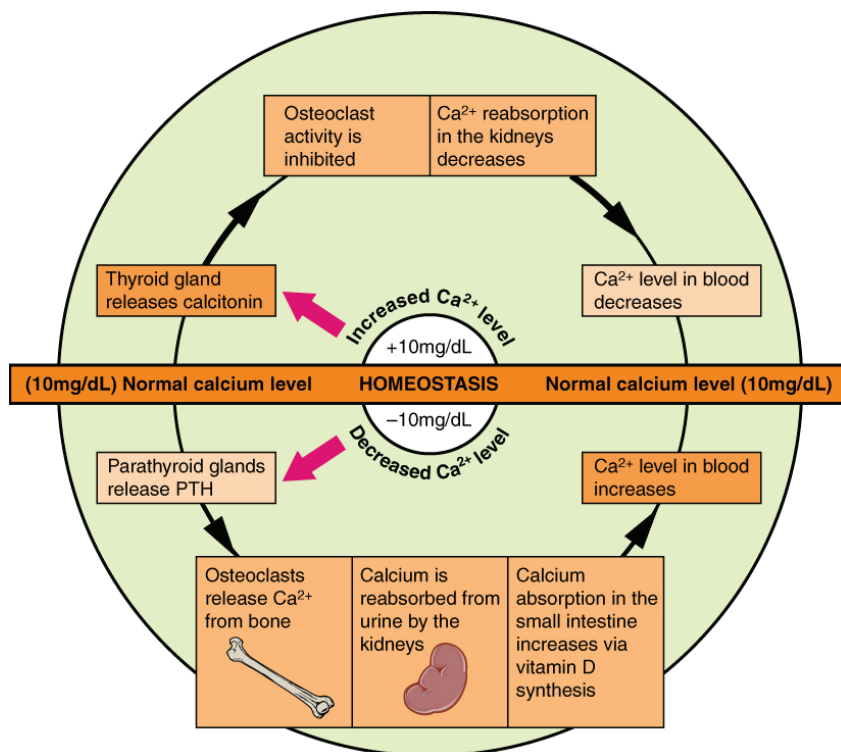 Osteoclast
activity is
inhibited
Ca²⁺ reabsorption
in the kidneys
decreases
Thyroid gland
releases calcitonin
Increased Ca²⁺ level
+10mg/dL
Ca²⁺ level in blood
decreases
(10mg/dL) Normal calcium level HOMEOSTASIS Normal calcium level (10mg/dL)
–10mg/dL
Decreased Ca²⁺ level
Parathyroid glands
release PTH
Ca²⁺ level in blood
increases
Osteoclasts
release Ca²⁺
from bone
Calcium is
reabsorbed from
urine by the
kidneys
Calcium
absorption in the
small intestine
increases via
vitamin D
synthesis